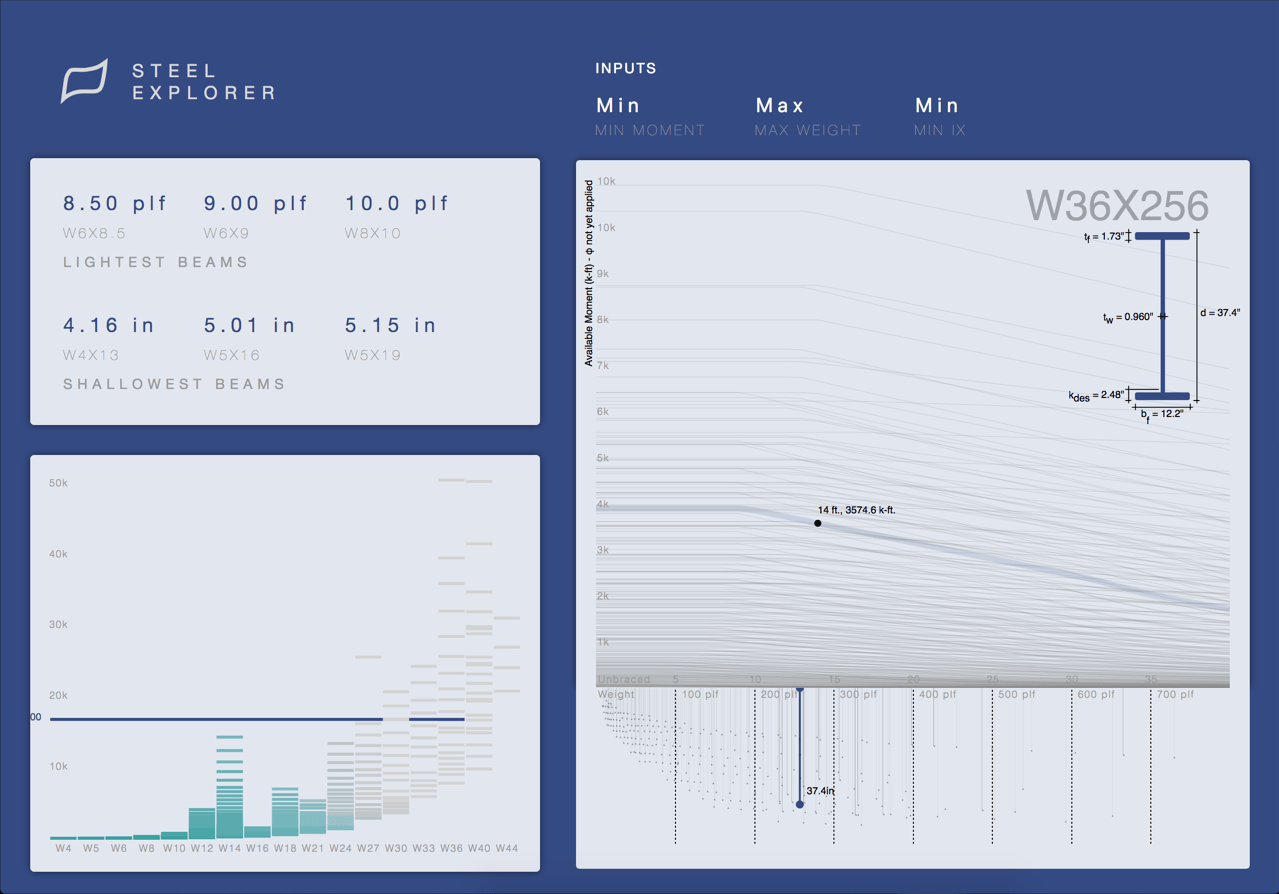 STEEL
EXPLORER
INPUTS
Min
Max
Min
MIN MOMENT
MAX WEIGHT
MIN IX
8.50 plf
9.00 plf
10.0 plf
W6X8.5
W6X9
W8X10
LIGHTEST BEAMS
4.16 in
5.01 in
5.15 in
W4X13
W5X16
W5X19
SHALLOWEST BEAMS
50k
40k
30k
20k
00
10k
W4 W5 W6 W8 W10 W12 W14 W16 W18 W21 W24 W27 W30 W33 W36 W40 W44
Available Moment (k-ft) - Φ not yet applied
10k
10k
9k
8k
7k
6k
5k
4k
3k
2k
1k
W36X256
tf = 1.73"
tw = 0.960"
d = 37.4"
kdes = 2.48"
bf = 12.2"
14 ft., 3574.6 k-ft.
Unbraced 5 10 15 20 25 30 35
Weight 100 plf 200 plf 300 plf 400 plf 500 plf 600 plf 700 plf
37.4in